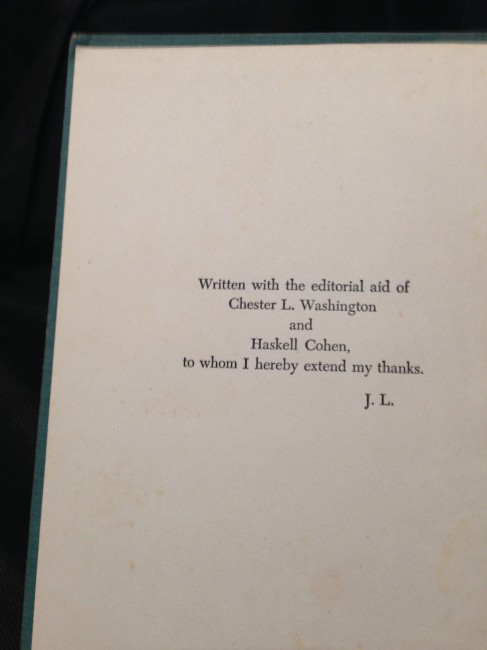 Written with the editorial aid of
Chester L. Washington
and
Haskell Cohen,
to whom I hereby extend my thanks.
J. L.